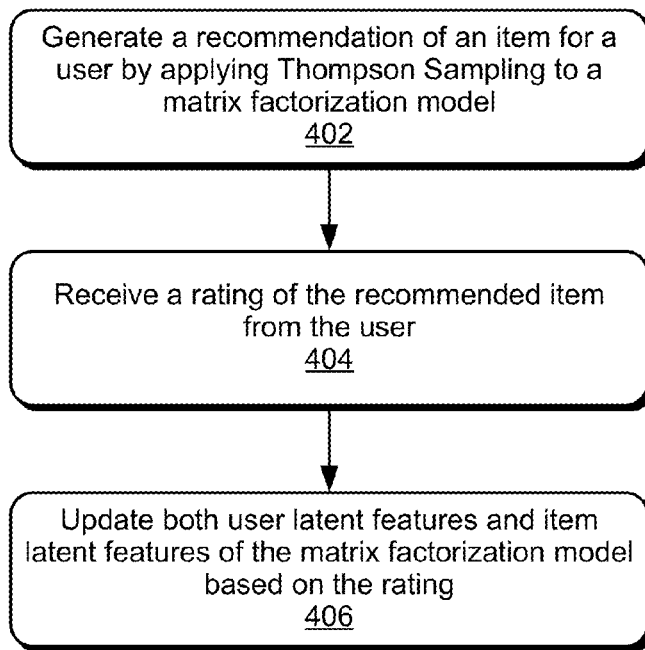 Generate a recommendation of an item for a
user by applying Thompson Sampling to a
matrix factorization model
402
Receive a rating of the recommended item
from the user
404
Update both user latent features and item
latent features of the matrix factorization model
based on the rating
406